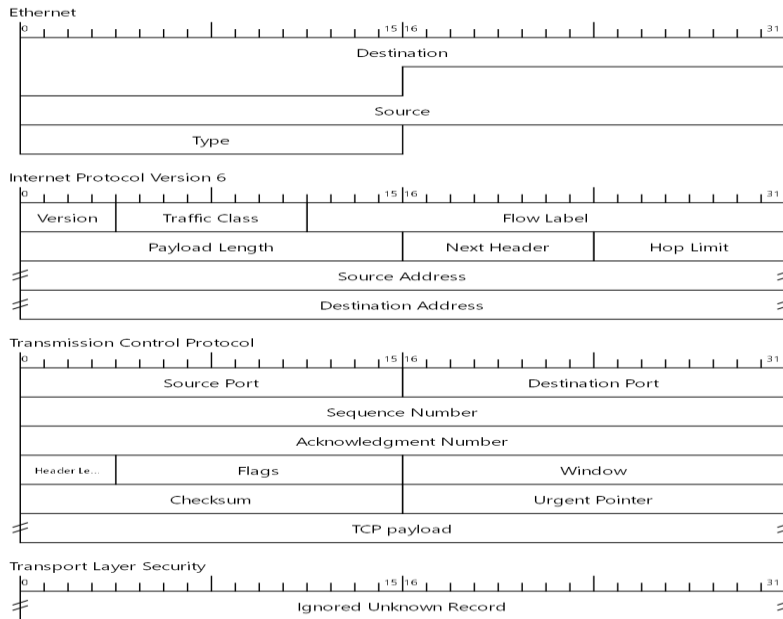 Ethernet
0 15 16 31
Destination
Source
Type
Internet Protocol Version 6
0 15 16 31
Version Traffic Class Flow Label
Payload Length Next Header Hop Limit
Source Address
Destination Address
Transmission Control Protocol
0 15 16 31
Source Port Destination Port
Sequence Number
Acknowledgment Number
Header Le... Flags Window
Checksum Urgent Pointer
TCP payload
Transport Layer Security
0 15 16 31
Ignored Unknown Record